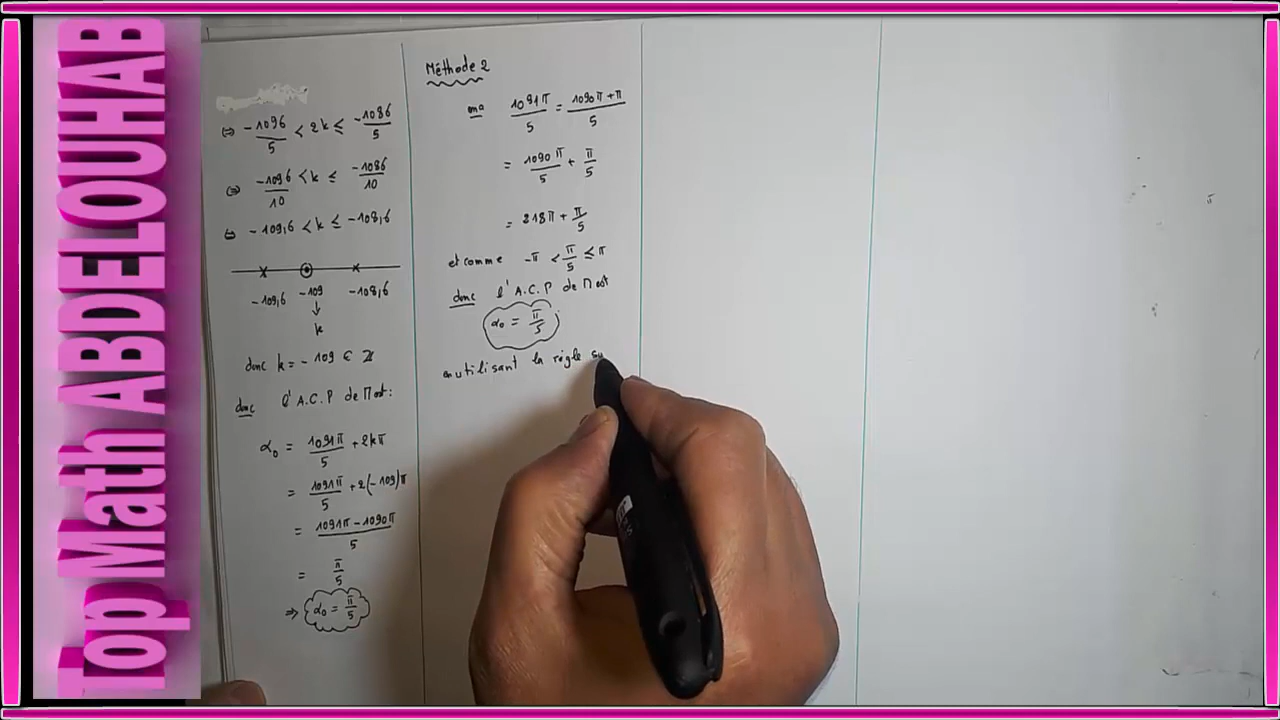 Top Math ABDELOUHAB
⇔ -1096/5 < 2k ≤ -1086/5
⇔ -1096/10 < k ≤ -1086/10
⇔ -109,6 < k ≤ -108,6
-109,6 -109 -108,6
↓
k
donc k = -109 ∈ ℤ
donc l'A.C.P de M est:
α₀ = 1091π/5 + 2kπ
= 1091π/5 + 2(-109)π
= 1091π - 1090π/5
= π/5
⇒ α₀ = π/5
Méthode 2
on a 1091π/5 = 1090π + π/5
= 1090π/5 + π/5
= 218π + π/5
et comme -π < π/5 ≤ π
donc l'A.C.P de M est
α₀ = π/5
en utilisant la règle su